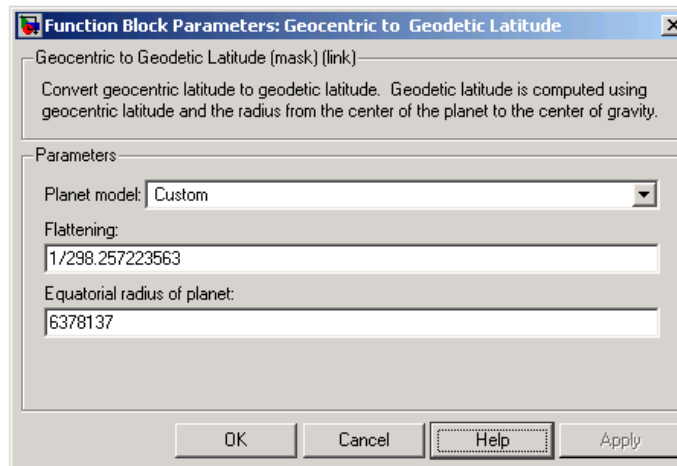 Function Block Parameters: Geocentric to Geodetic Latitude
Geocentric to Geodetic Latitude (mask) (link)
Convert geocentric latitude to geodetic latitude. Geodetic latitude is computed using
geocentric latitude and the radius from the center of the planet to the center of gravity.
Parameters
Planet model: Custom
Flattening:
1/298.257223563
Equatorial radius of planet:
6378137
OK Cancel Help Apply